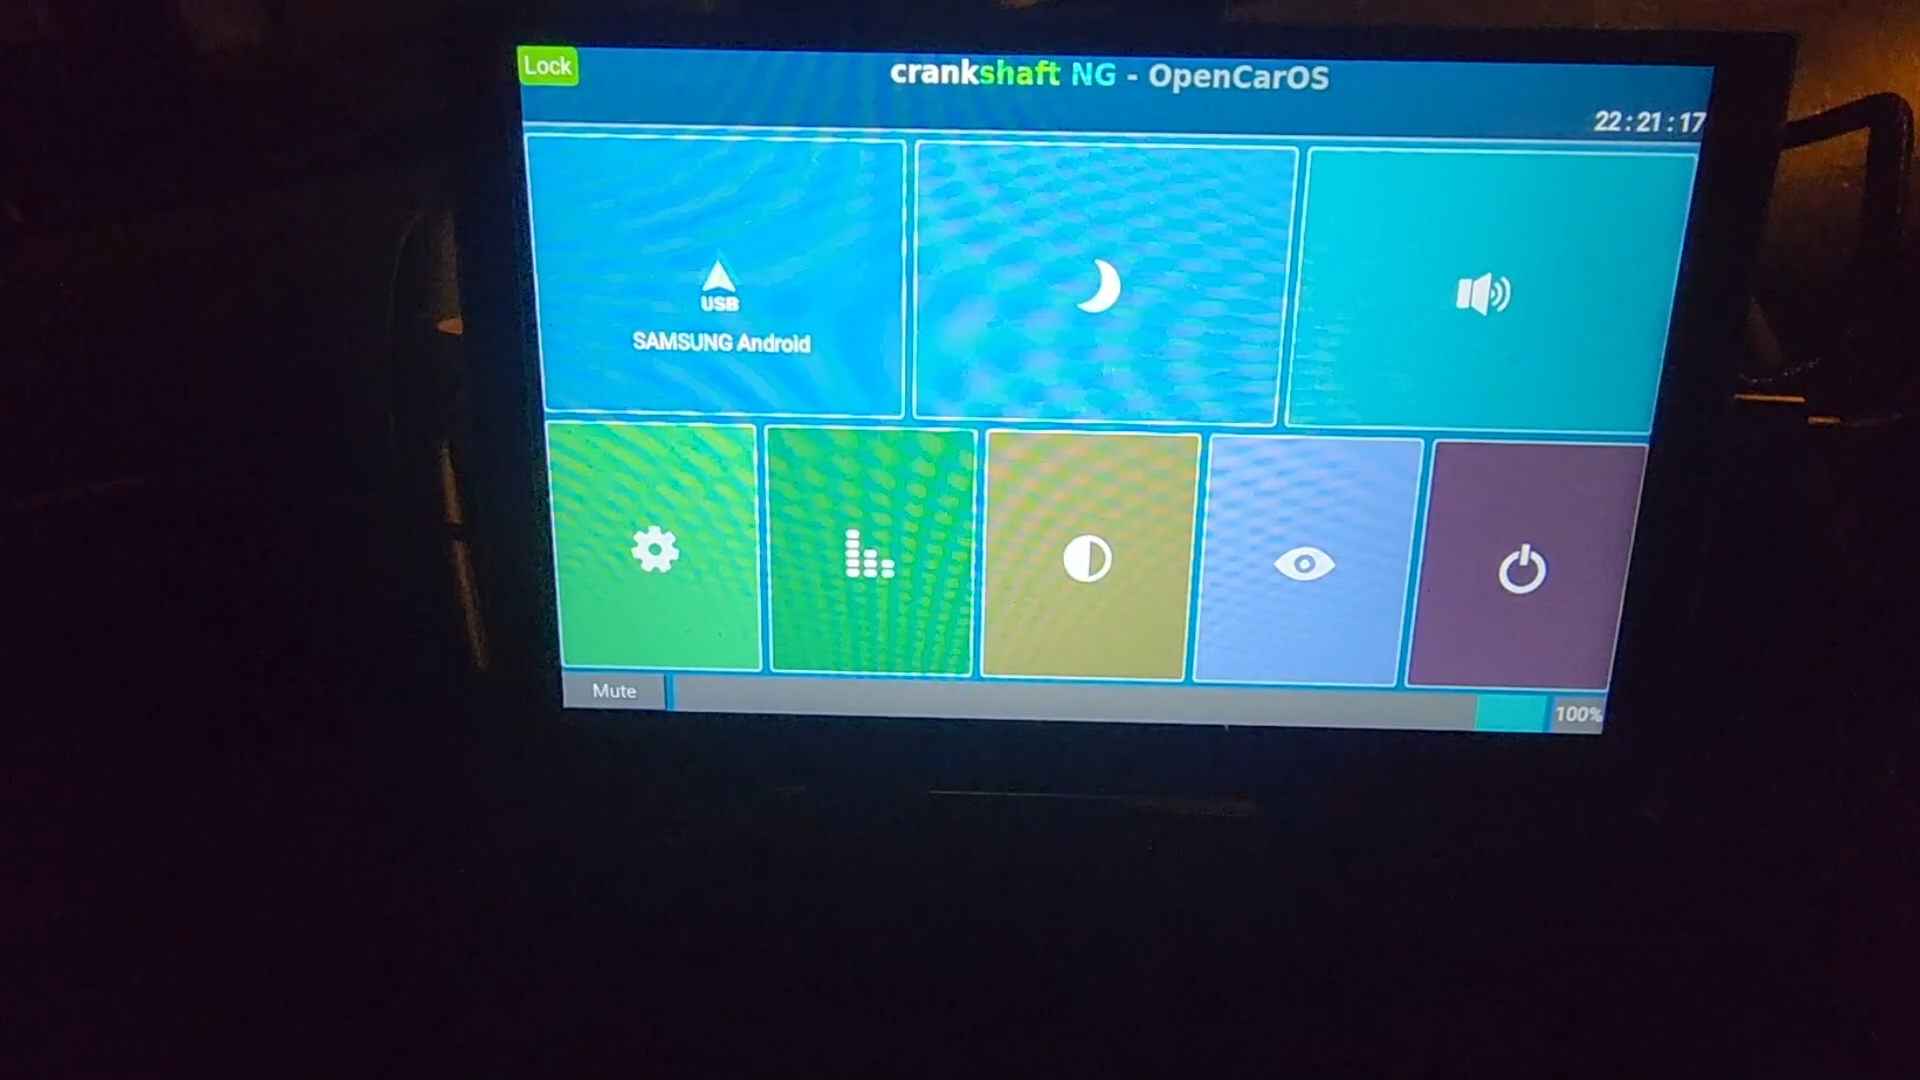 Lock
crankshaft NG - OpenCarOS
22:21:17
USB
SAMSUNG Android
Mute
100%